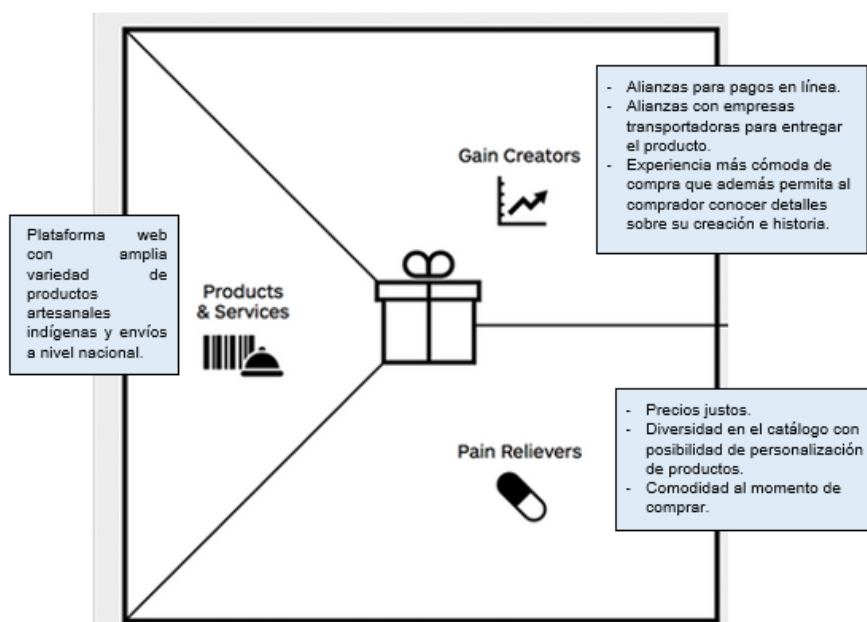 - Alianzas para pagos en línea.
- Alianzas con empresas
transportadoras para entregar
el producto.
- Experiencia más cómoda de
compra que además permita al
comprador conocer detalles
sobre su creación e historia.
Gain Creators
Plataforma web
con amplia
variedad de
productos
artesanales
indígenas y envíos
a nivel nacional.
Products
& Services
- Precios justos.
- Diversidad en el catálogo con
posibilidad de personalización
de productos.
- Comodidad al momento de
comprar.
Pain Relievers